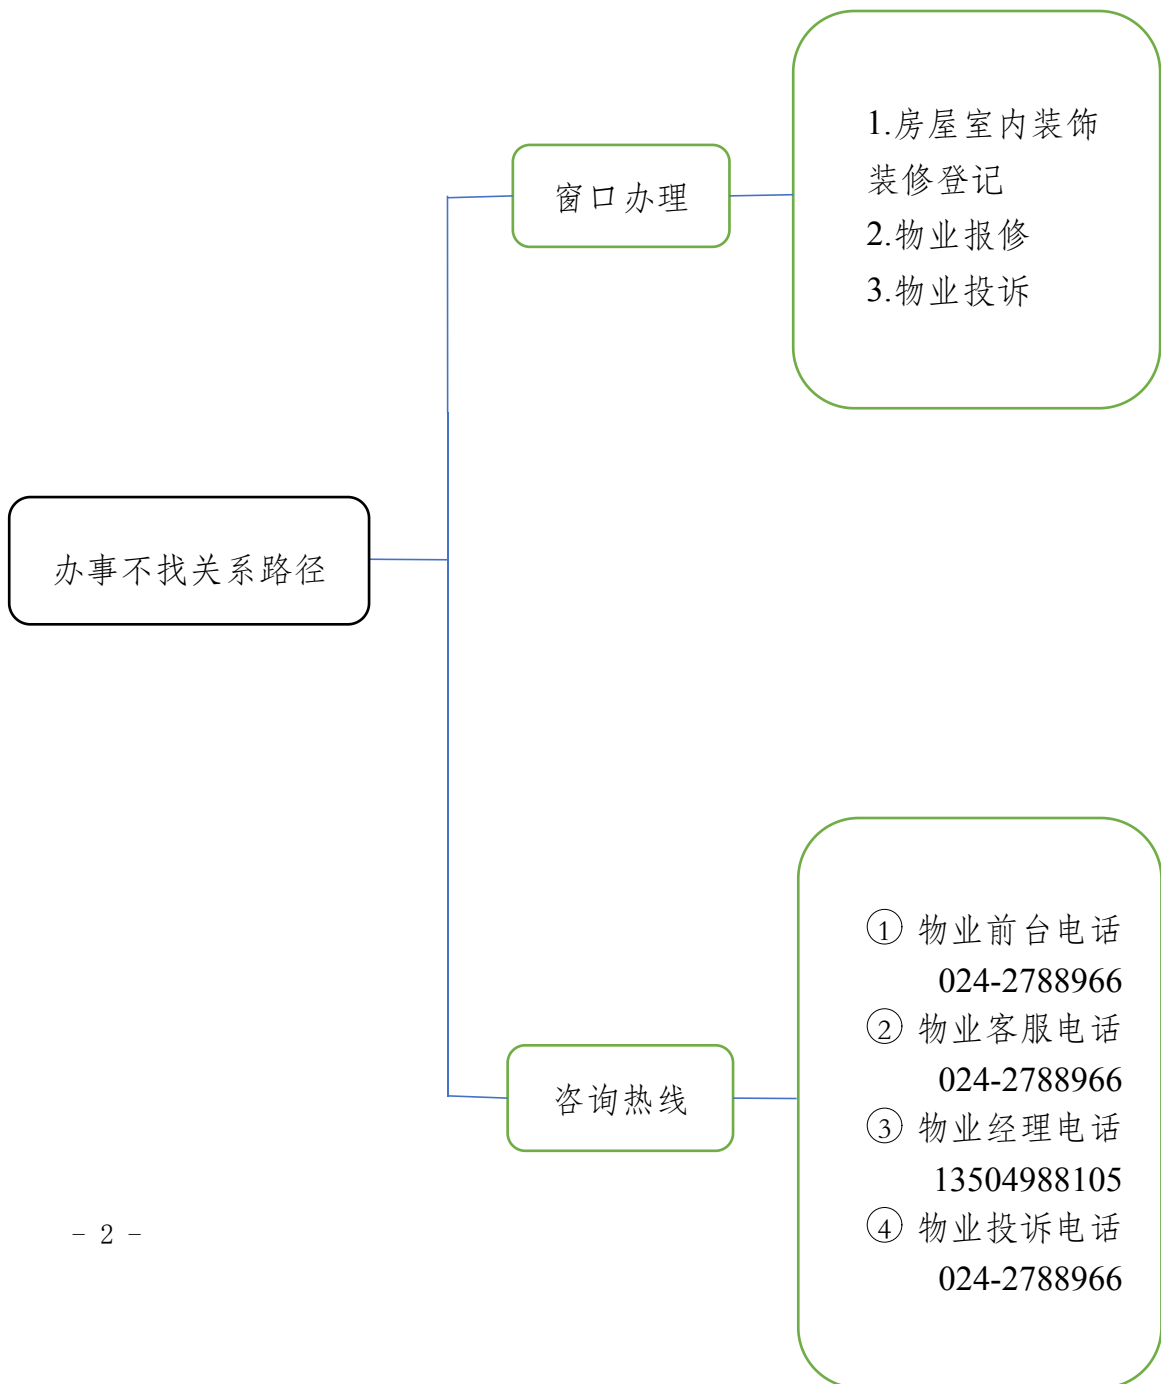 办事不找关系路径
窗口办理
1.房屋室内装饰
装修登记
2.物业报修
3.物业投诉
咨询热线
① 物业前台电话
024-2788966
② 物业客服电话
024-2788966
③ 物业经理电话
13504988105
④ 物业投诉电话
024-2788966
- 2 -